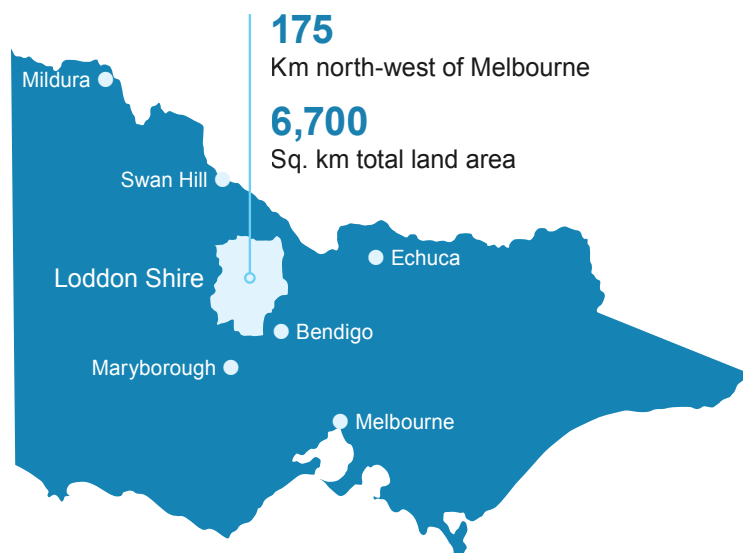 175
Km north-west of Melbourne
6,700
Sq. km total land area
Mildura
Swan Hill
Echuca
Loddon Shire
Bendigo
Maryborough
Melbourne